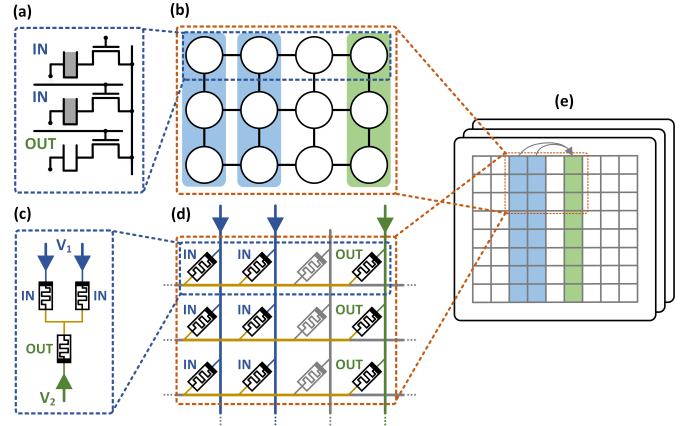 (a)
IN
IN
OUT
(b)
(e)
(c)
V1
IN IN
OUT
V2
(d)
IN IN OUT
IN IN OUT
IN IN OUT